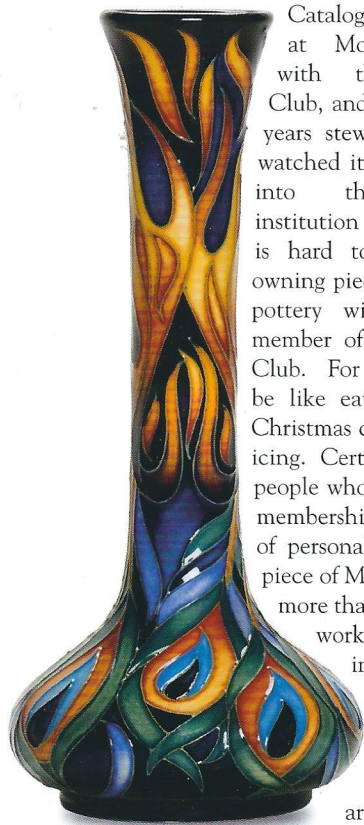 Catalog
at Mo
with t
Club, and
years stew
watched it
into th
institution
is hard to
owning piec
pottery wi
member of
Club. For
be like eat
Christmas c
icing. Cert
people who
membershi
of persona
piece of M
more tha
work
in
ar